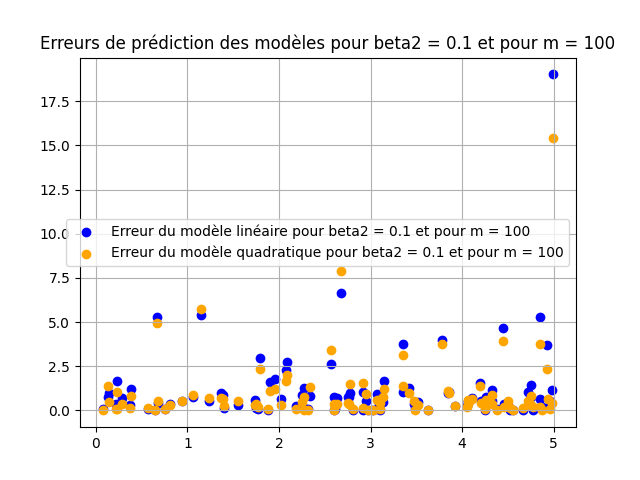 Erreurs de prédiction des modèles pour beta2 = 0.1 et pour m = 100
17.5
15.0
12.5
10.0
7.5
5.0
2.5
0.0
Erreur du modèle linéaire pour beta2 = 0.1 et pour m = 100
Erreur du modèle quadratique pour beta2 = 0.1 et pour m = 100
0 1 2 3 4 5